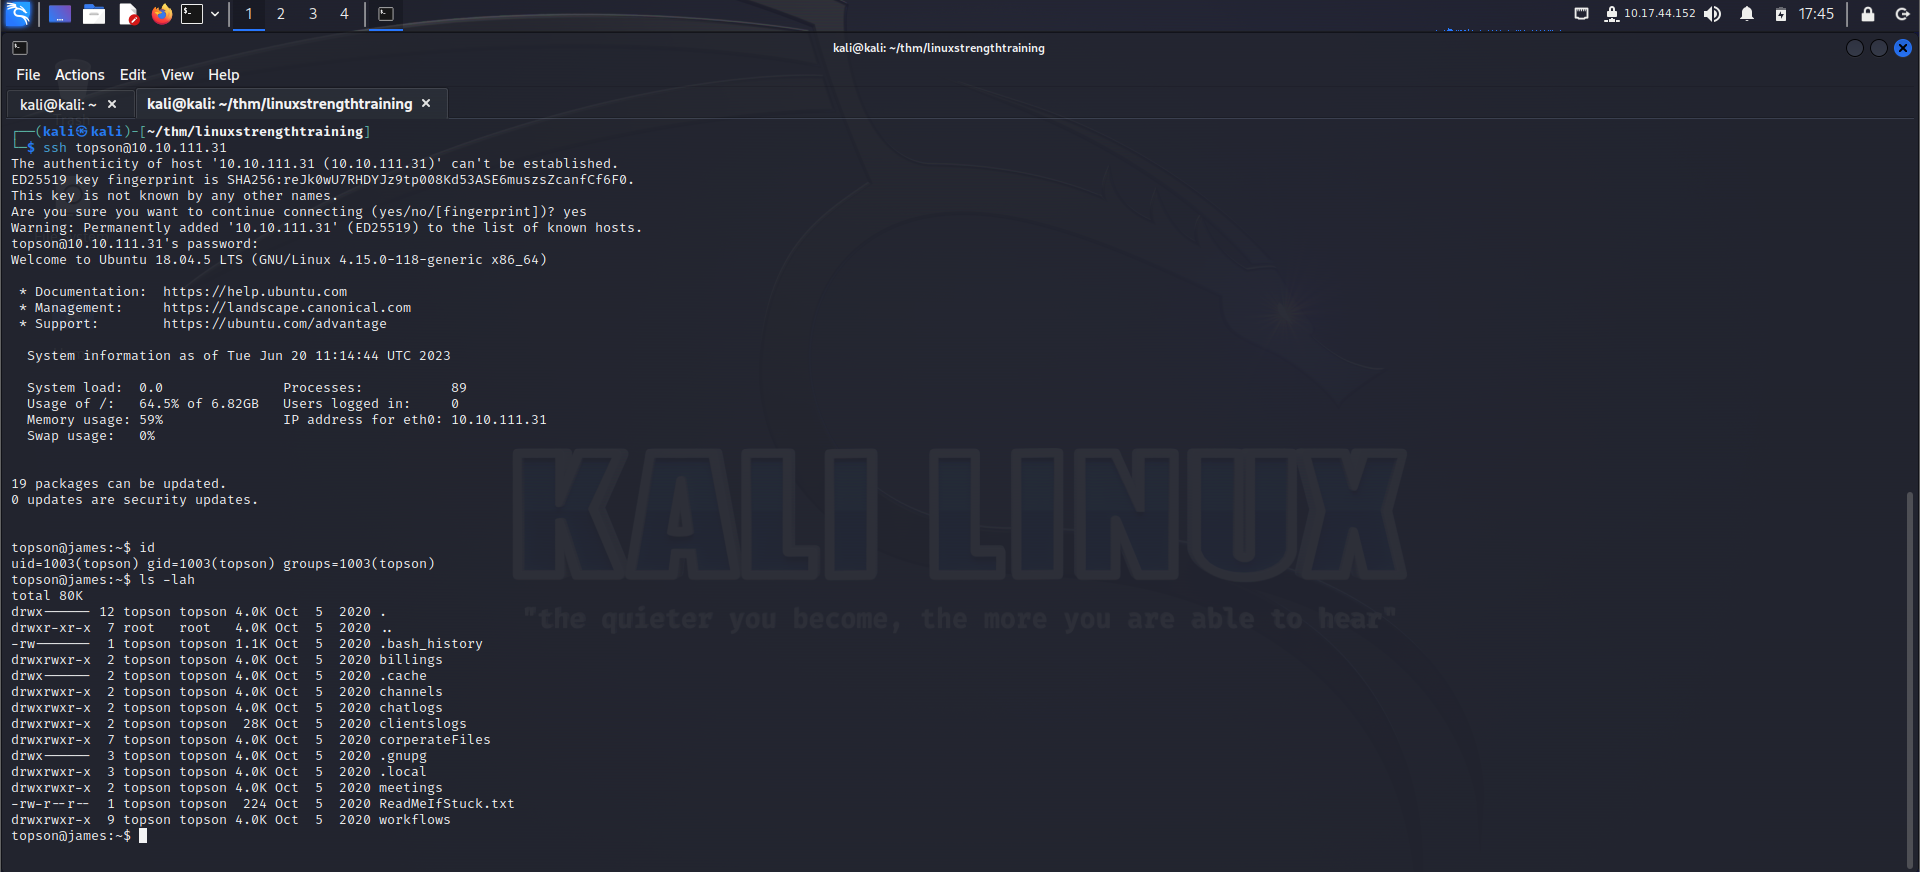 1 2 3 4 10.17.44.152 17:45
kali@kali: ~/thm/linuxstrengthtraining
File Actions Edit View Help
kali@kali: ~ × kali@kali: ~/thm/linuxstrengthtraining ×
┌──(kali㉿kali)-[~/thm/linuxstrengthtraining]
└─$ ssh topson@10.10.111.31
The authenticity of host '10.10.111.31 (10.10.111.31)' can't be established.
ED25519 key fingerprint is SHA256:reJk0wU7RHDYJz9tp008Kd53ASE6muszsZcanfCf6F0.
This key is not known by any other names.
Are you sure you want to continue connecting (yes/no/[fingerprint])? yes
Warning: Permanently added '10.10.111.31' (ED25519) to the list of known hosts.
topson@10.10.111.31's password:
Welcome to Ubuntu 18.04.5 LTS (GNU/Linux 4.15.0-118-generic x86_64)
* Documentation: https://help.ubuntu.com
* Management: https://landscape.canonical.com
* Support: https://ubuntu.com/advantage
System information as of Tue Jun 20 11:14:44 UTC 2023
System load: 0.0 Processes: 89
Usage of /: 64.5% of 6.82GB Users logged in: 0
Memory usage: 59% IP address for eth0: 10.10.111.31
Swap usage: 0%
KALI LINUX
19 packages can be updated.
0 updates are security updates.
topson@james:~$ id
uid=1003(topson) gid=1003(topson) groups=1003(topson)
topson@james:~$ ls -lah
total 80K
drwx------ 12 topson topson 4.0K Oct 5 2020 .
"the quieter you become, the more you are able to hear"
drwxr-xr-x 7 root root 4.0K Oct 5 2020 ..
-rw------- 1 topson topson 1.1K Oct 5 2020 .bash_history
drwxrwxr-x 2 topson topson 4.0K Oct 5 2020 billings
drwx------ 2 topson topson 4.0K Oct 5 2020 .cache
drwxrwxr-x 2 topson topson 4.0K Oct 5 2020 channels
drwxrwxr-x 2 topson topson 4.0K Oct 5 2020 chatlogs
drwxrwxr-x 2 topson topson 28K Oct 5 2020 clientslogs
drwxrwxr-x 7 topson topson 4.0K Oct 5 2020 corperateFiles
drwx------ 3 topson topson 4.0K Oct 5 2020 .gnupg
drwxrwxr-x 3 topson topson 4.0K Oct 5 2020 .local
drwxrwxr-x 2 topson topson 4.0K Oct 5 2020 meetings
-rw-r--r-- 1 topson topson 224 Oct 5 2020 ReadMeIfStuck.txt
drwxrwxr-x 9 topson topson 4.0K Oct 5 2020 workflows
topson@james:~$